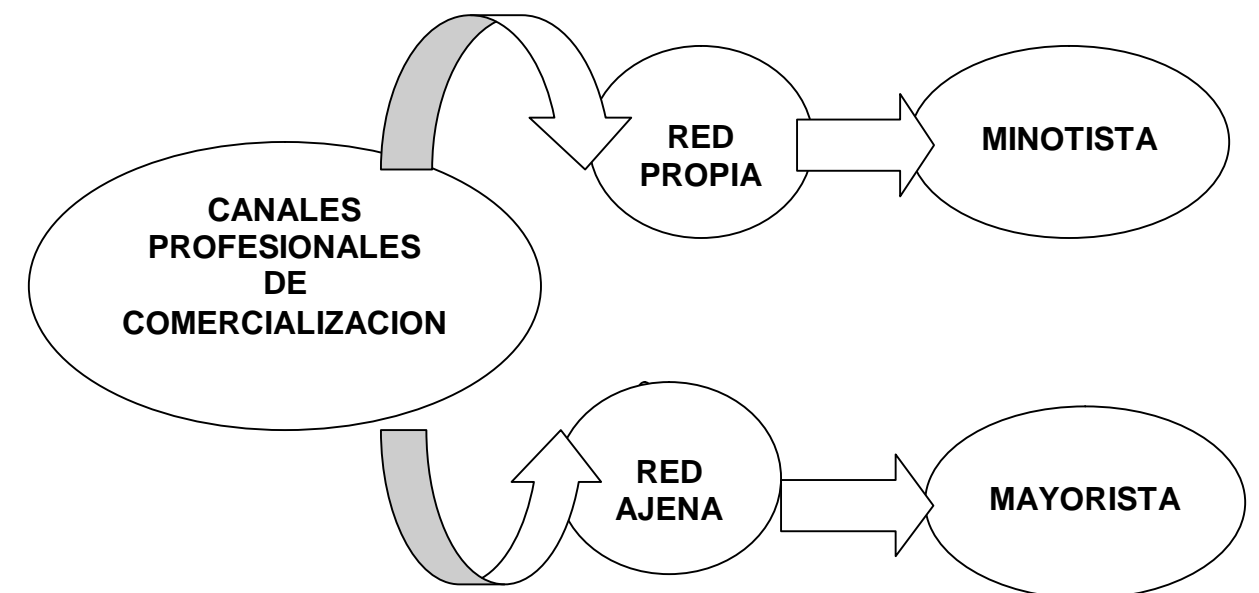 CANALES
PROFESIONALES
DE
COMERCIALIZACION
RED
PROPIA
MINOTISTA
RED
AJENA
MAYORISTA